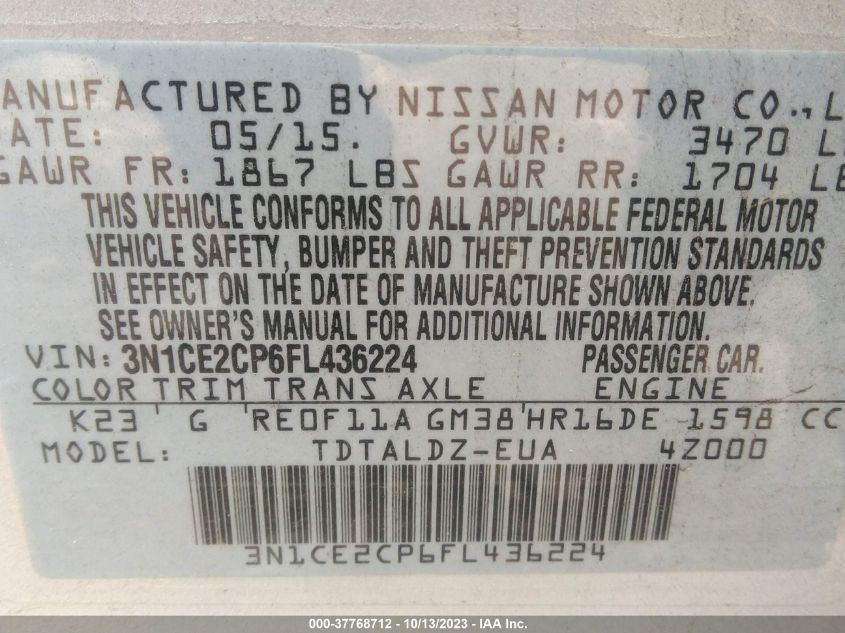 ANUFACTURED BY NISSAN MOTOR CO., L
ATE: 05/15. GVWR: 3470 L
GAWR FR: 1867 LBS GAWR RR: 1704 LB
THIS VEHICLE CONFORMS TO ALL APPLICABLE FEDERAL MOTOR
VEHICLE SAFETY, BUMPER AND THEFT PREVENTION STANDARDS
IN EFFECT ON THE DATE OF MANUFACTURE SHOWN ABOVE.
SEE OWNER'S MANUAL FOR ADDITIONAL INFORMATION.
VIN: 3N1CE2CP6FL436224 PASSENGER CAR.
COLOR TRIM TRANS AXLE ENGINE
K23 ' G ' RE0F11A GM38 ' HR16DE 1598 CC
MODEL: TDTALDZ-EUA 4Z000
3N1CE2CP6FL436224
000-37768712 - 10/13/2023 - IAA Inc.